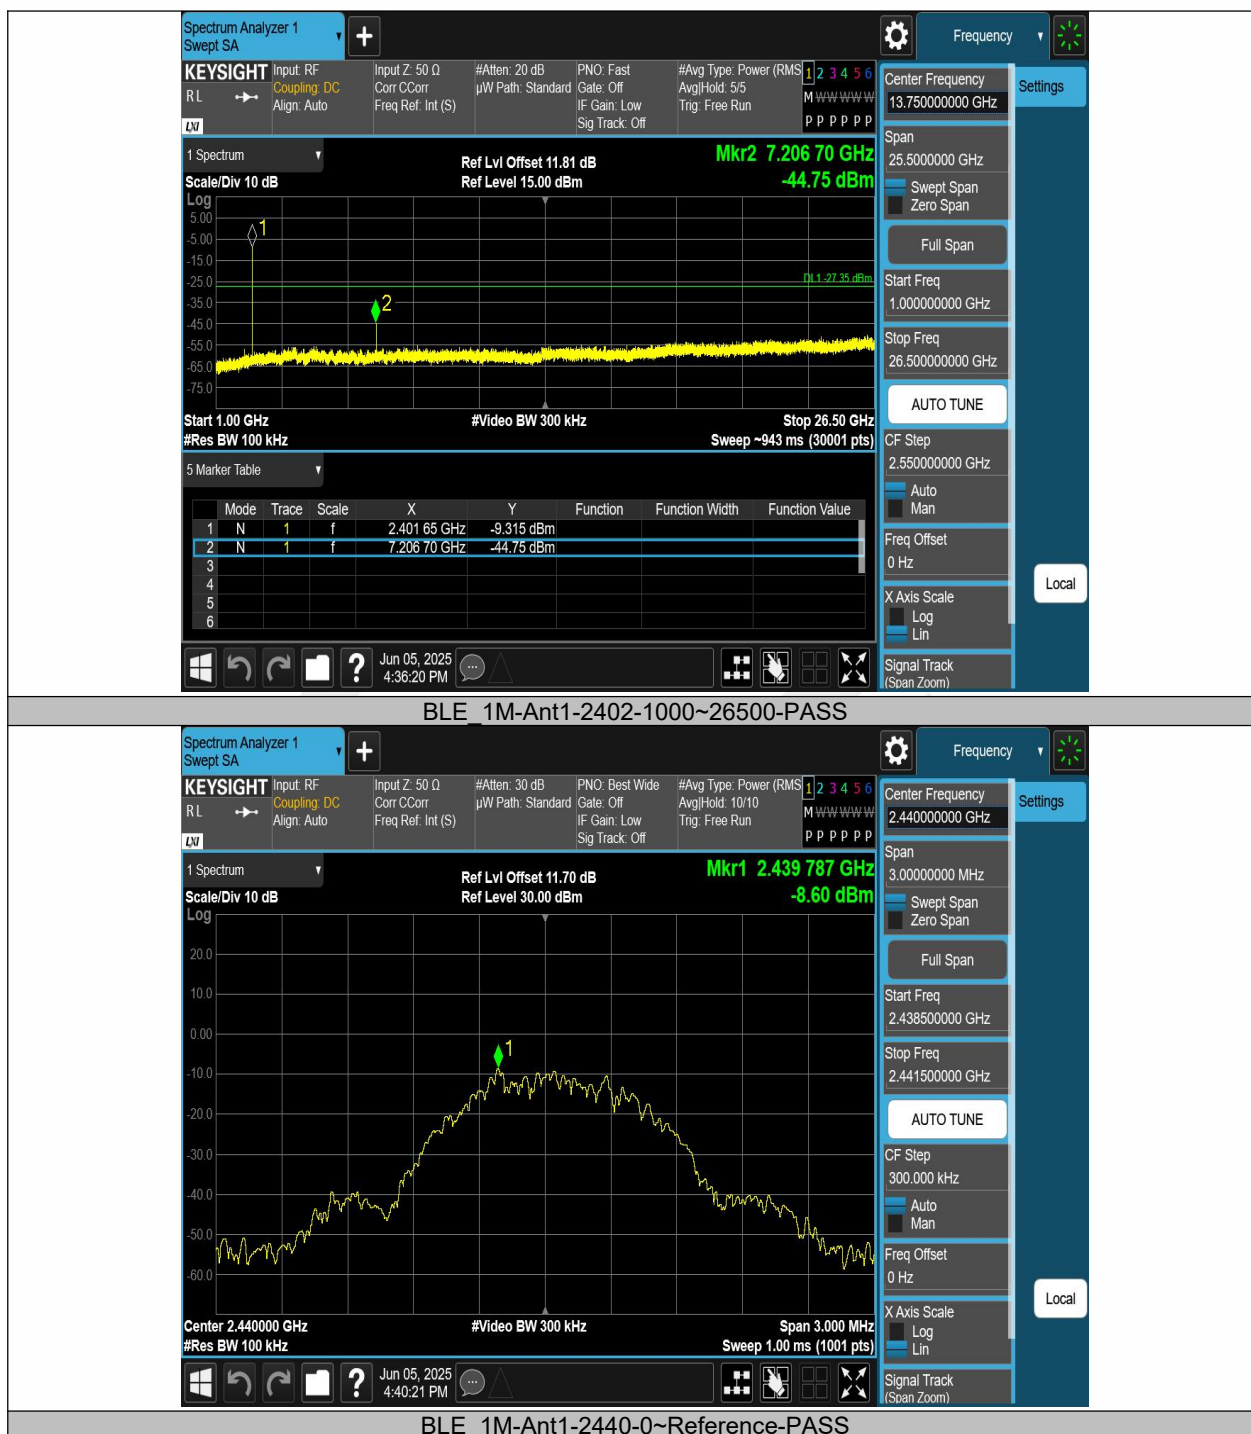 Spectrum Analyzer 1
Swept SA
Frequency
KEYSIGHT
RL
LXI
Input: RF
Coupling: DC
Align: Auto
Input Z: 50 Ω
Corr CCorr
Freq Ref: Int (S)
#Atten: 20 dB
µW Path: Standard
PNO: Fast
Gate: Off
IF Gain: Low
Sig Track: Off
#Avg Type: Power (RMS
Avg|Hold: 5/5
Trig: Free Run
1 2 3 4 5 6
M W W W W W
P P P P P P
1 Spectrum
Scale/Div 10 dB
Ref Lvl Offset 11.81 dB
Ref Level 15.00 dBm
Mkr2 7.206 70 GHz
-44.75 dBm
Log
5.00
-5.00
-15.0
-25.0
-35.0
-45.0
-55.0
-65.0
-75.0
1
2
DL1 -27.35 dBm
Start 1.00 GHz
#Res BW 100 kHz
#Video BW 300 kHz
Stop 26.50 GHz
Sweep ~943 ms (30001 pts)
5 Marker Table
Mode Trace Scale X Y Function Function Width Function Value
1 N 1 f 2.401 65 GHz -9.315 dBm
2 N 1 f 7.206 70 GHz -44.75 dBm
3
4
5
6
Jun 05, 2025
4:36:20 PM
Center Frequency
13.750000000 GHz
Span
25.5000000 GHz
Swept Span
Zero Span
Full Span
Start Freq
1.000000000 GHz
Stop Freq
26.500000000 GHz
AUTO TUNE
CF Step
2.550000000 GHz
Auto
Man
Freq Offset
0 Hz
X Axis Scale
Log
Lin
Signal Track
(Span Zoom)
Settings
Local
BLE_1M-Ant1-2402-1000~26500-PASS
Spectrum Analyzer 1
Swept SA
Frequency
KEYSIGHT
RL
LXI
Input: RF
Coupling: DC
Align: Auto
Input Z: 50 Ω
Corr CCorr
Freq Ref: Int (S)
#Atten: 30 dB
µW Path: Standard
PNO: Best Wide
Gate: Off
IF Gain: Low
Sig Track: Off
#Avg Type: Power (RMS
Avg|Hold: 10/10
Trig: Free Run
1 2 3 4 5 6
M W W W W W
P P P P P P
1 Spectrum
Scale/Div 10 dB
Ref Lvl Offset 11.70 dB
Ref Level 30.00 dBm
Mkr1 2.439 787 GHz
-8.60 dBm
Log
20.0
10.0
0.00
-10.0
-20.0
-30.0
-40.0
-50.0
-60.0
1
Center 2.440000 GHz
#Res BW 100 kHz
#Video BW 300 kHz
Span 3.000 MHz
Sweep 1.00 ms (1001 pts)
Jun 05, 2025
4:40:21 PM
Center Frequency
2.440000000 GHz
Span
3.00000000 MHz
Swept Span
Zero Span
Full Span
Start Freq
2.438500000 GHz
Stop Freq
2.441500000 GHz
AUTO TUNE
CF Step
300.000 kHz
Auto
Man
Freq Offset
0 Hz
X Axis Scale
Log
Lin
Signal Track
(Span Zoom)
Settings
Local
BLE_1M-Ant1-2440-0~Reference-PASS